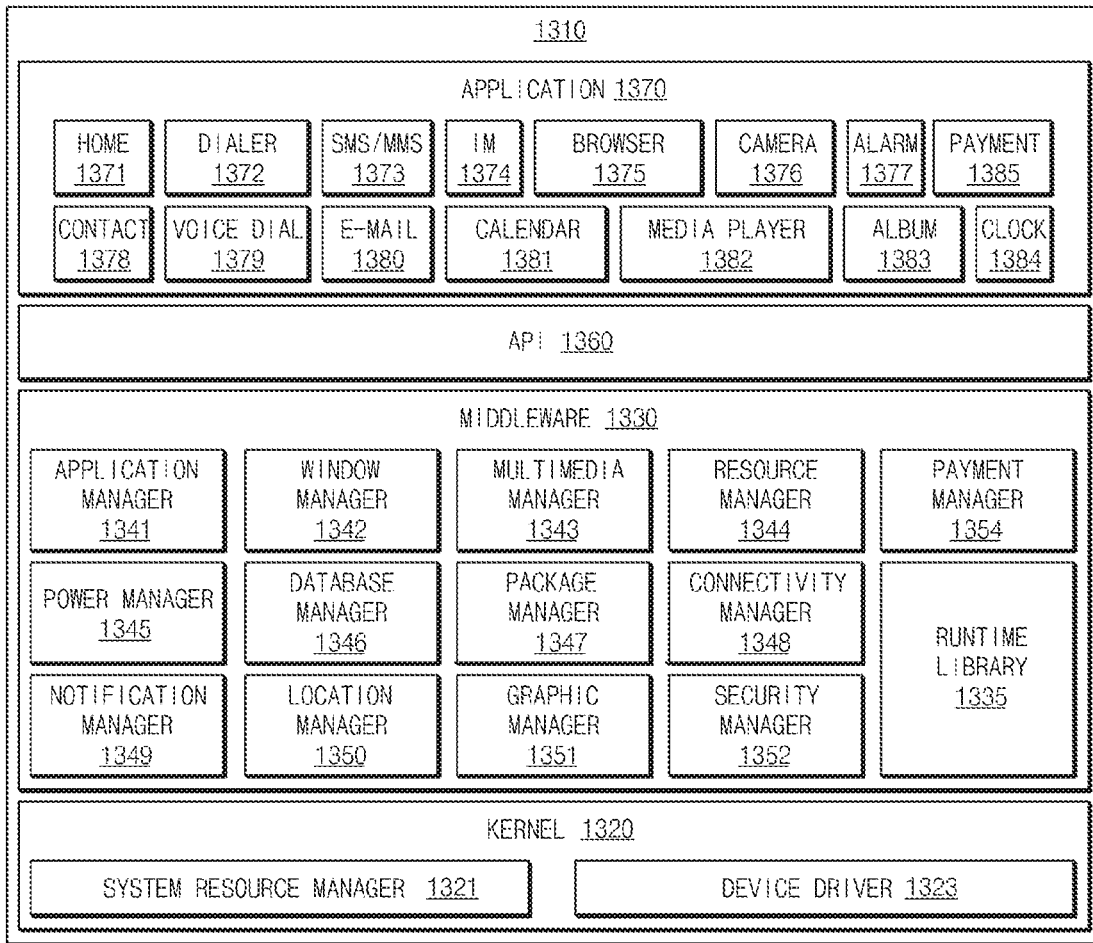 1310
APPLICATION 1370
HOME
1371
DIALER
1372
SMS/MMS
1373
IM
1374
BROWSER
1375
CAMERA
1376
ALARM
1377
PAYMENT
1385
CONTACT
1378
VOICE DIAL
1379
E-MAIL
1380
CALENDAR
1381
MEDIA PLAYER
1382
ALBUM
1383
CLOCK
1384
API 1360
MIDDLEWARE 1330
APPLICATION
MANAGER
1341
WINDOW
MANAGER
1342
MULTIMEDIA
MANAGER
1343
RESOURCE
MANAGER
1344
PAYMENT
MANAGER
1354
POWER MANAGER
1345
DATABASE
MANAGER
1346
PACKAGE
MANAGER
1347
CONNECTIVITY
MANAGER
1348
RUNTIME
LIBRARY
1335
NOTIFICATION
MANAGER
1349
LOCATION
MANAGER
1350
GRAPHIC
MANAGER
1351
SECURITY
MANAGER
1352
KERNEL 1320
SYSTEM RESOURCE MANAGER 1321
DEVICE DRIVER 1323